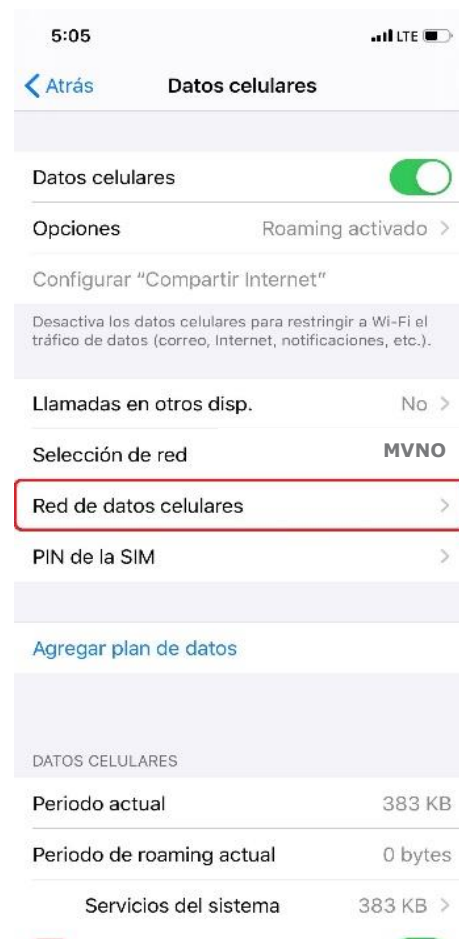 5:05 LTE
Atrás Datos celulares
Datos celulares
Opciones Roaming activado
Configurar “Compartir Internet”
Desactiva los datos celulares para restringir a Wi-Fi el
tráfico de datos (correo, Internet, notificaciones, etc.).
Llamadas en otros disp. No
Selección de red MVNO
Red de datos celulares
PIN de la SIM
Agregar plan de datos
DATOS CELULARES
Periodo actual 383 KB
Periodo de roaming actual 0 bytes
Servicios del sistema 383 KB